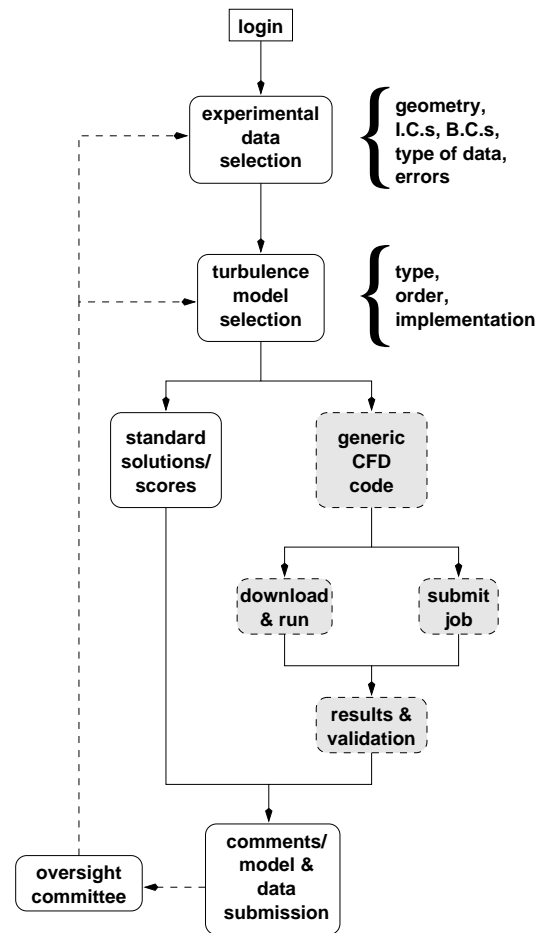 login
experimental
data
selection
geometry,
I.C.s, B.C.s,
type of data,
errors
turbulence
model
selection
type,
order,
implementation
standard
solutions/
scores
generic
CFD
code
download
& run
submit
job
results &
validation
comments/
model &
data
submission
oversight
committee